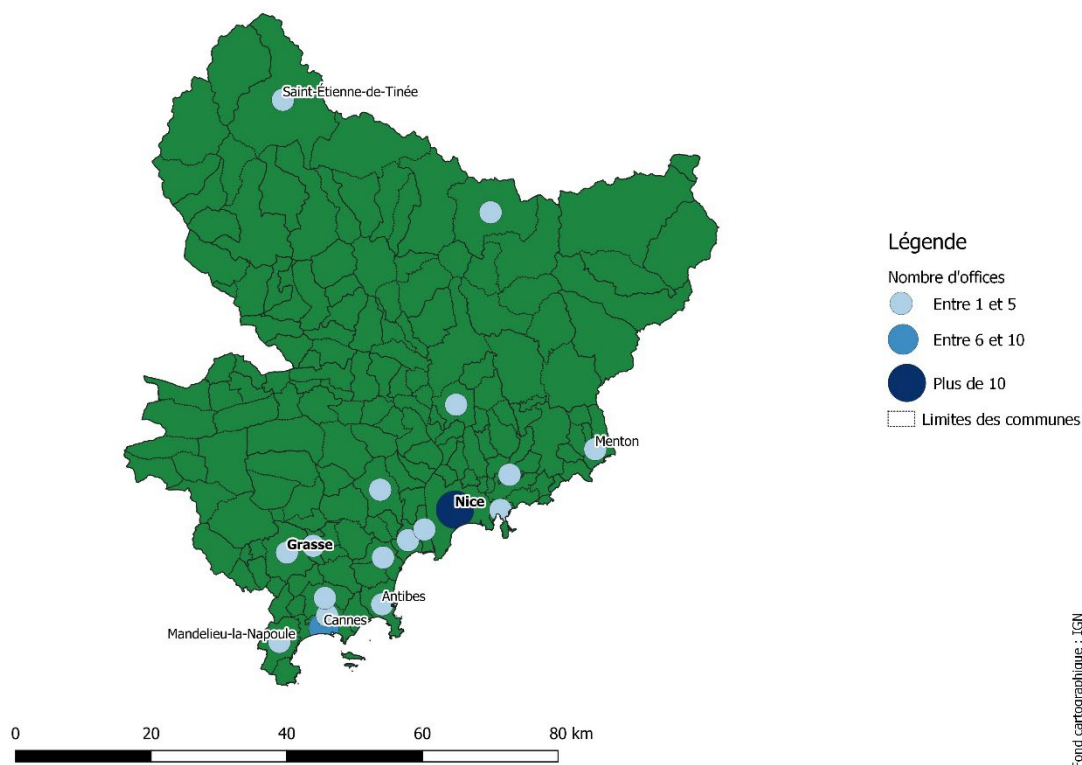 Saint-Étienne-de-Tinée
Menton
Nice
Grasse
Antibes
Cannes
Mandelieu-la-Napoule
Légende
Nombre d'offices
Entre 1 et 5
Entre 6 et 10
Plus de 10
Limites des communes
0 20 40 60 80 km
Fond cartographique : IGN